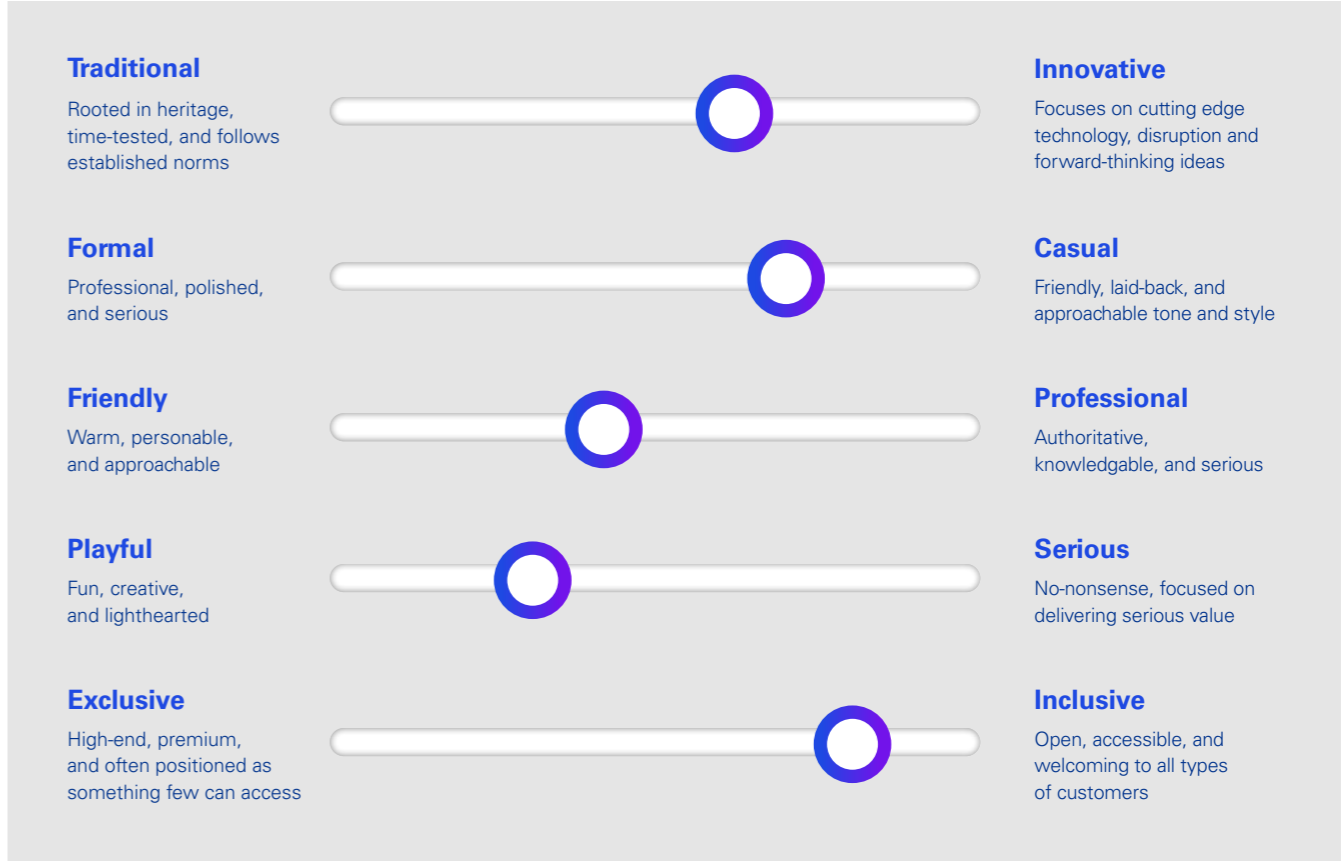 Traditional
Rooted in heritage,
time-tested, and follows
established norms
Innovative
Focuses on cutting edge
technology, disruption and
forward-thinking ideas
Formal
Professional, polished,
and serious
Casual
Friendly, laid-back, and
approachable tone and style
Friendly
Warm, personable,
and approachable
Professional
Authoritative,
knowledgable, and serious
Playful
Fun, creative,
and lighthearted
Serious
No-nonsense, focused on
delivering serious value
Exclusive
High-end, premium,
and often positioned as
something few can access
Inclusive
Open, accessible, and
welcoming to all types
of customers